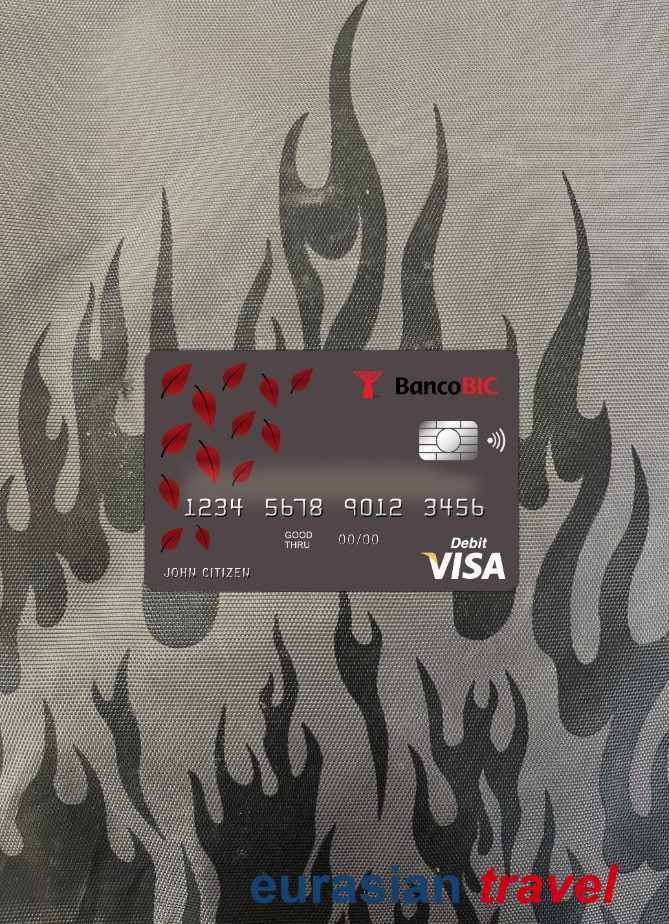 BancoBIC
1234 5678 9012 3456
GOOD
THRU
00/00
Debit
VISA
JOHN CITIZEN
eurasian travel